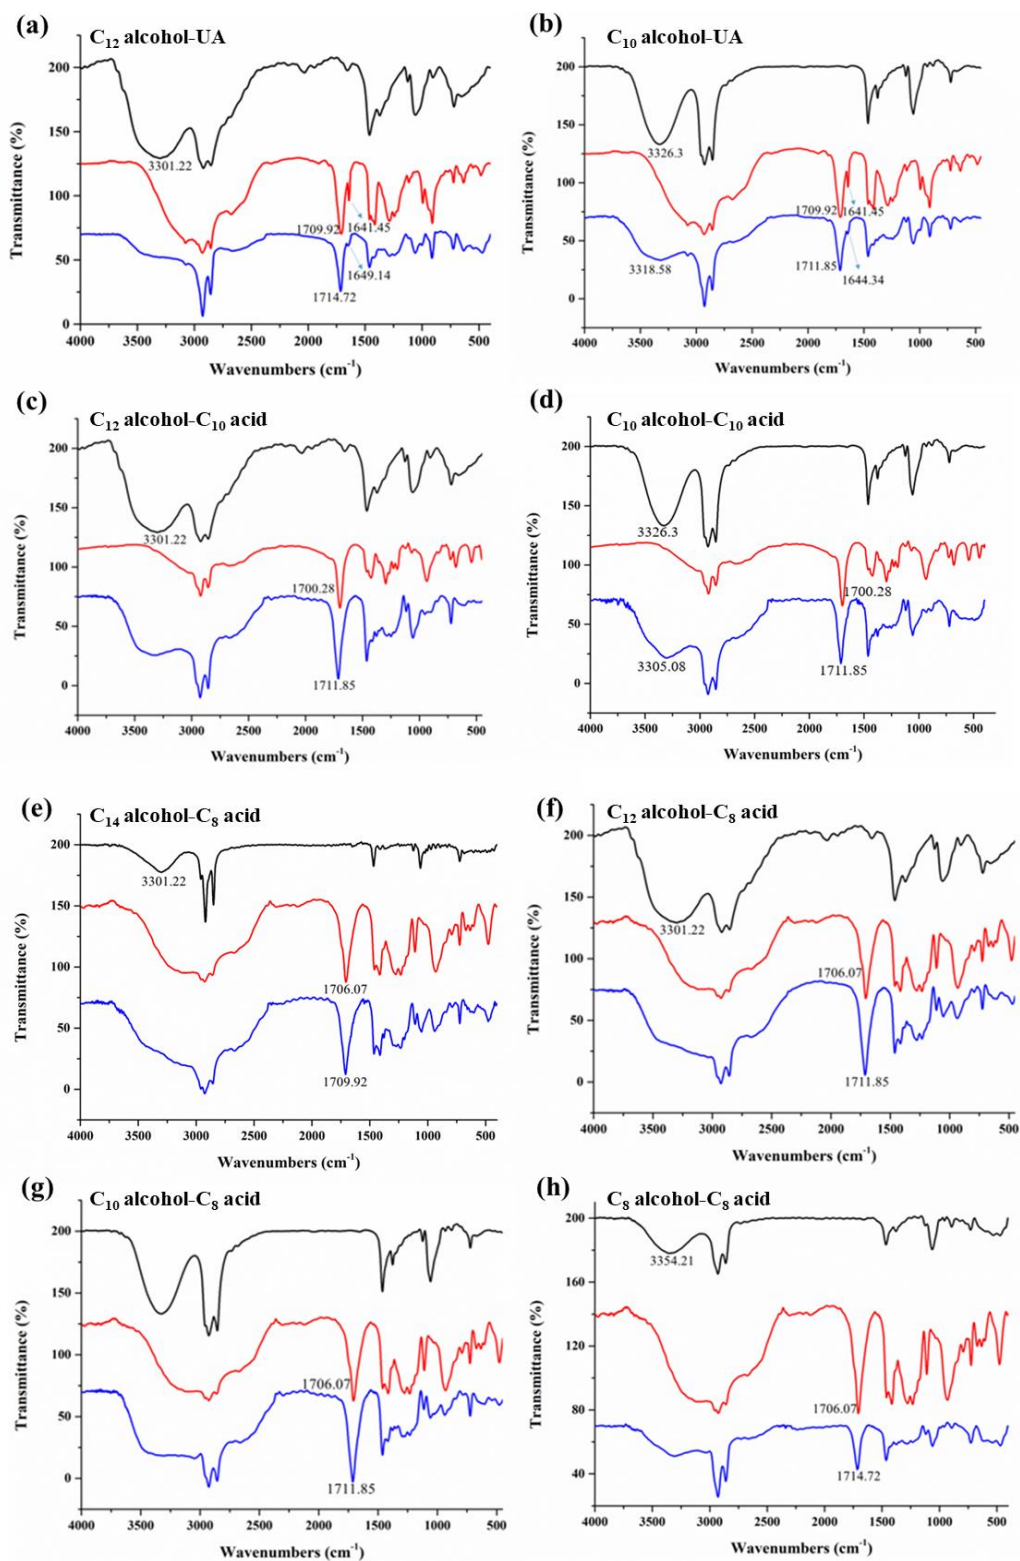 (a)
C12 alcohol-UA
200
150
100
50
0
4000 3500 3000 2500 2000 1500 1000 500
Transmittance (%)
Wavenumbers (cm-1)
3301.22
1709.92
1641.45
1649.14
1714.72
(b)
C10 alcohol-UA
200
150
100
50
0
4000 3500 3000 2500 2000 1500 1000 500
Transmittance (%)
Wavenumbers (cm-1)
3326.3
1709.92
1641.45
3318.58
1711.85
1644.34
(c)
C12 alcohol-C10 acid
200
150
100
50
0
4000 3500 3000 2500 2000 1500 1000 500
Transmittance (%)
Wavenumbers (cm-1)
3301.22
1700.28
1711.85
(d)
C10 alcohol-C10 acid
200
150
100
50
0
4000 3500 3000 2500 2000 1500 1000 500
Transmittance (%)
Wavenumbers (cm-1)
3326.3
1700.28
3305.08
1711.85
(e)
C14 alcohol-C8 acid
200
150
100
50
0
4000 3500 3000 2500 2000 1500 1000 500
Transmittance (%)
Wavenumbers (cm-1)
3301.22
1706.07
1709.92
(f)
C12 alcohol-C8 acid
200
150
100
50
0
4000 3500 3000 2500 2000 1500 1000 500
Transmittance (%)
Wavenumbers (cm-1)
3301.22
1706.07
1711.85
(g)
C10 alcohol-C8 acid
200
150
100
50
0
4000 3500 3000 2500 2000 1500 1000 500
Transmittance (%)
Wavenumbers (cm-1)
1706.07
1711.85
(h)
C8 alcohol-C8 acid
200
160
120
80
40
4000 3500 3000 2500 2000 1500 1000 500
Transmittance (%)
Wavenumbers (cm-1)
3354.21
1706.07
1714.72